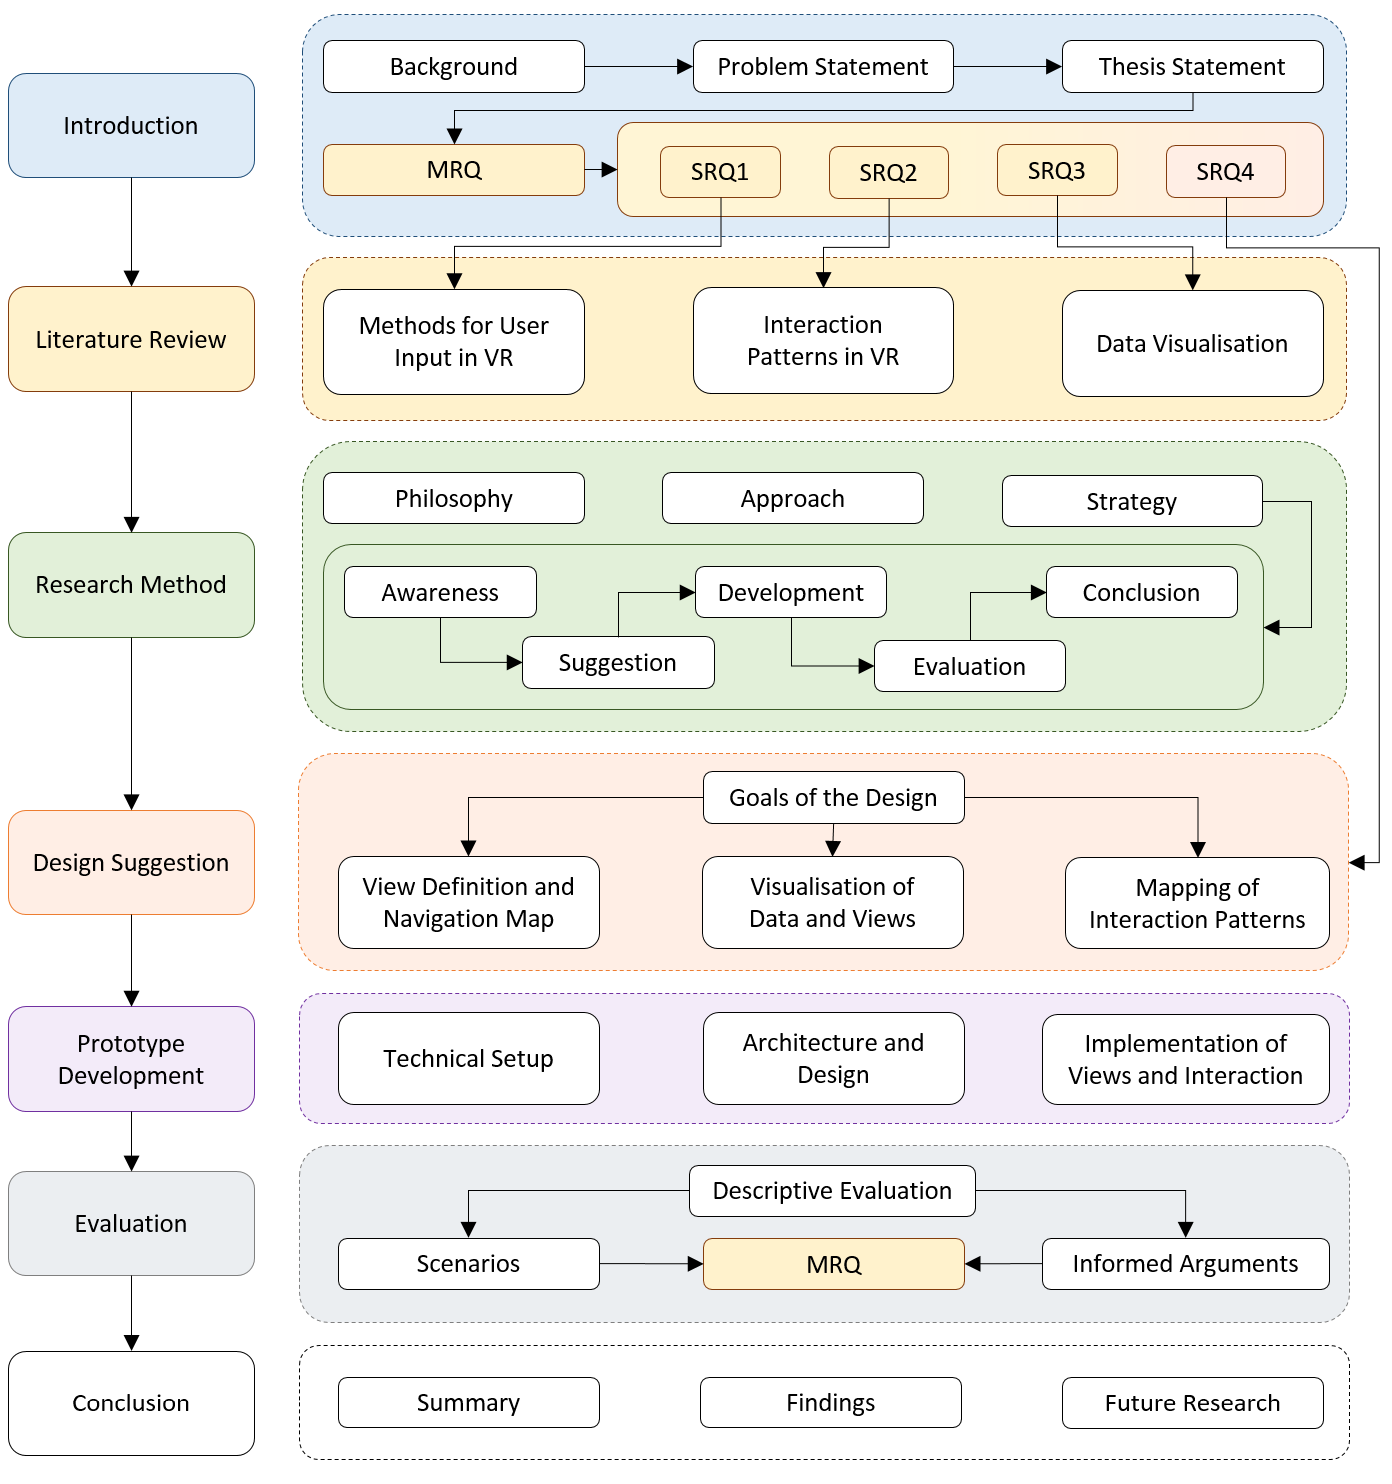 Introduction
Background
Problem Statement
Thesis Statement
MRQ
SRQ1
SRQ2
SRQ3
SRQ4
Literature Review
Methods for User
Input in VR
Interaction
Patterns in VR
Data Visualisation
Research Method
Philosophy
Approach
Strategy
Awareness
Suggestion
Development
Evaluation
Conclusion
Design Suggestion
Goals of the Design
View Definition and
Navigation Map
Visualisation of
Data and Views
Mapping of
Interaction Patterns
Prototype
Development
Technical Setup
Architecture and
Design
Implementation of
Views and Interaction
Evaluation
Descriptive Evaluation
Scenarios
MRQ
Informed Arguments
Conclusion
Summary
Findings
Future Research